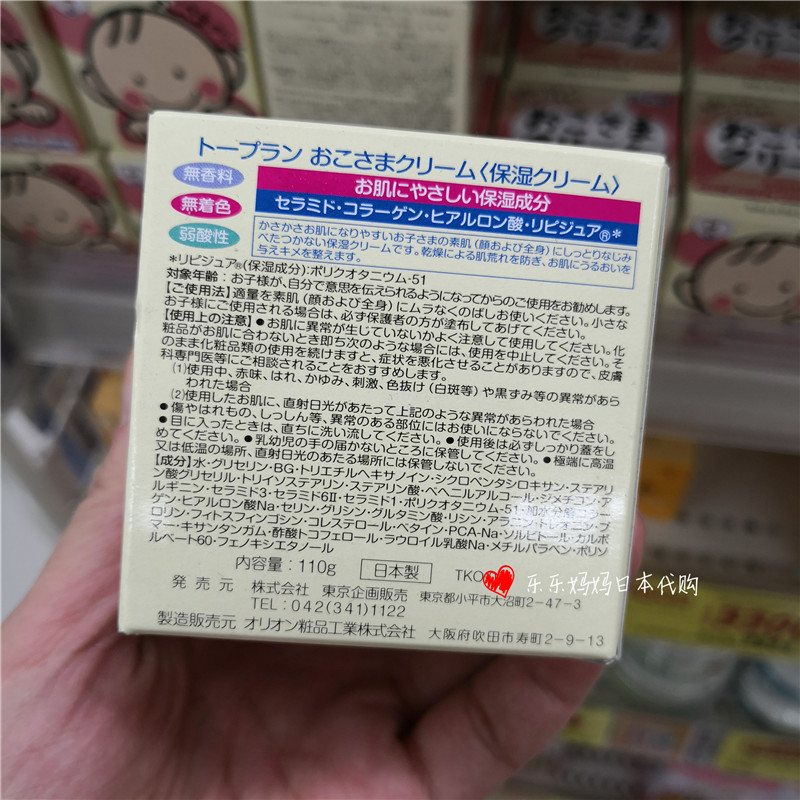 トープラン おこさまクリーム〈保湿クリーム〉
無香料
無着色
弱酸性
お肌にやさしい保湿成分
セラミド・コラーゲン・ヒアルロン酸・リピジュア®*
かさかさお肌になりやすいお子さまの素肌（顔および全身）にしっとりなじみ
べたつかない保湿クリームです。乾燥による肌荒れを防ぎ、お肌にうるおいを
与えキメを整えます。
*リピジュア®(保湿成分):ポリクオタニウム-51
対象年齢：お子様が、自分で意思を伝えられるようになってからのご使用をお勧めします。
【ご使用法】適量を素肌（顔および全身）にムラなくのばしお使いください。小さな
お子様にご使用される場合は、必ず保護者の方が塗布してあげてください。
【使用上の注意】●お肌に異常が生じていないかよく注意して使用してください。化
粧品がお肌に合わないとき即ち次のような場合には、使用を中止してください。そ
のまま化粧品類の使用を続けますと、症状を悪化させることがありますので、皮膚
科専門医等にご相談されることをおすすめします。
(1)使用中、赤味、はれ、かゆみ、刺激、色抜け（白斑等）や黒ずみ等の異常があら
われた場合
(2)使用したお肌に、直射日光があたって上記のような異常があらわれた場合
●傷やはれもの、しっしん等、異常のある部位にはお使いにならないでください。
●目に入ったときは、直ちに洗い流してください。●使用後は必ずしっかり蓋をし
めてください。●乳幼児の手の届かないところに保管してください。●極端に高温
又は低温の場所、直射日光のあたる場所には保管しないでください。
【成分】水・グリセリン・BG・トリエチルヘキサノイン・シクロペンタシロキサン・ステアリ
ン酸グリセリル・トリイソステアリン・ステアリン酸・ベヘニルアルコール・ジメチコン・ア
ルギニン・セラミド3・セラミド6Ⅱ・セラミド1・ポリクオタニウム-51・加水分解コラー
ゲン・ヒアルロン酸Na・セリン・グリシン・グルタミン酸・リシン・アラニン・トレオニン・プ
ロリン・フィトスフィンゴシン・コレステロール・ベタイン・PCA-Na・ソルビトール・カルボ
マー・キサンタンガム・酢酸トコフェロール・ラウロイル乳酸Na・メチルパラベン・ポリソ
ルベート60・フェノキシエタノール
内容量：110g 日本製 TKO
乐乐妈妈日本代购
発売元 株式会社 東京企画販売 東京都小平市大沼町2-47-3
TEL:042(341)1122
製造販売元 オリオン粧品工業株式会社 大阪府吹田市寿町2-9-13
おこさま
クリーム